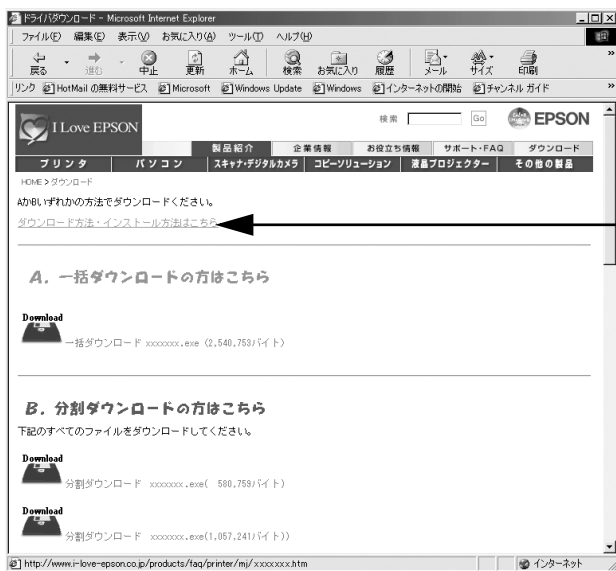 ドライバダウンロード - Microsoft Internet Explorer
ファイル(F) 編集(E) 表示(V) お気に入り(A) ツール(T) ヘルプ(H)
戻る 進む 中止 更新 ホーム 検索 お気に入り 履歴 メール サイズ 印刷
リンク HotMail の無料サービス Microsoft Windows Update Windows インターネットの開始 チャンネル ガイド
I Love EPSON
検索 Go EPSON
製品紹介 企業情報 お役立ち情報 サポート・FAQ ダウンロード
プリンタ パソコン スキャナ・デジタルカメラ コピーソリューション 液晶プロジェクター その他の製品
HOME > ダウンロード
AかBいずれかの方法でダウンロードください。
ダウンロード方法・インストール方法はこちら
A. 一括ダウンロードの方はこちら
Download
一括ダウンロード xxxxxxx.exe (2,540,753バイト)
B. 分割ダウンロードの方はこちら
下記のすべてのファイルをダウンロードしてください。
Download
分割ダウンロード xxxxxxx.exe( 580,759バイト)
Download
分割ダウンロード xxxxxxx.exe(1,057,241バイト))
http://www.i-love-epson.co.jp/products/faq/printer/mj/xxxxxxx.htm インターネット